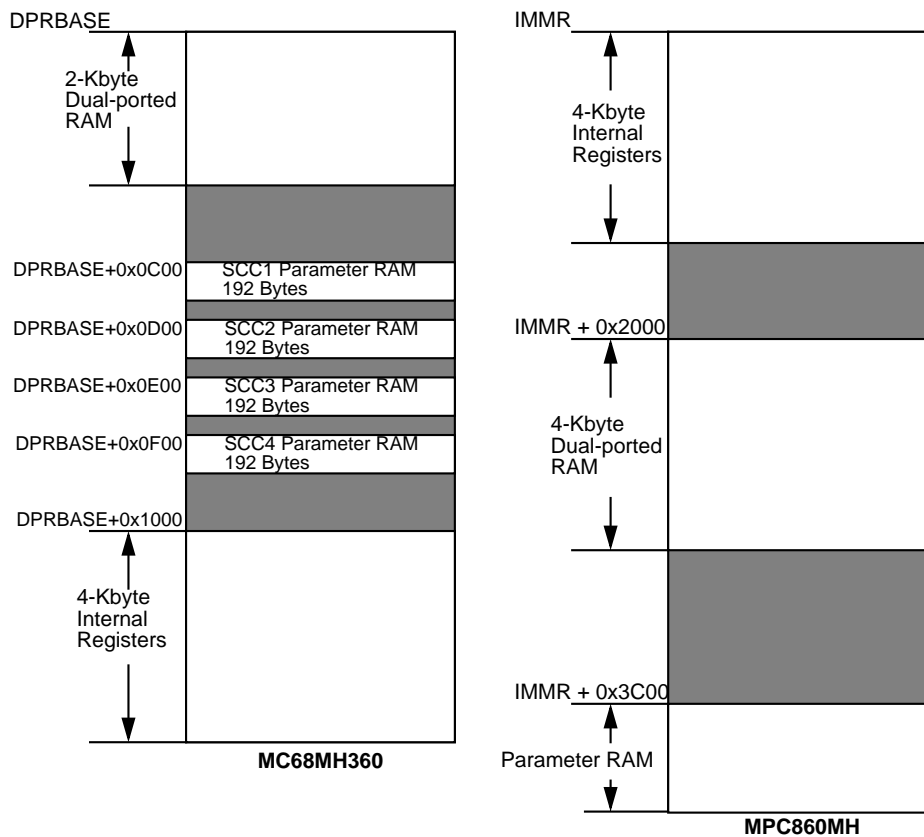 DPRBASE
2-Kbyte
Dual-ported
RAM
DPRBASE+0x0C00
SCC1 Parameter RAM
192 Bytes
DPRBASE+0x0D00
SCC2 Parameter RAM
192 Bytes
DPRBASE+0x0E00
SCC3 Parameter RAM
192 Bytes
DPRBASE+0x0F00
SCC4 Parameter RAM
192 Bytes
DPRBASE+0x1000
4-Kbyte
Internal
Registers
MC68MH360
IMMR
4-Kbyte
Internal
Registers
IMMR + 0x2000
4-Kbyte
Dual-ported
RAM
IMMR + 0x3C00
Parameter RAM
MPC860MH